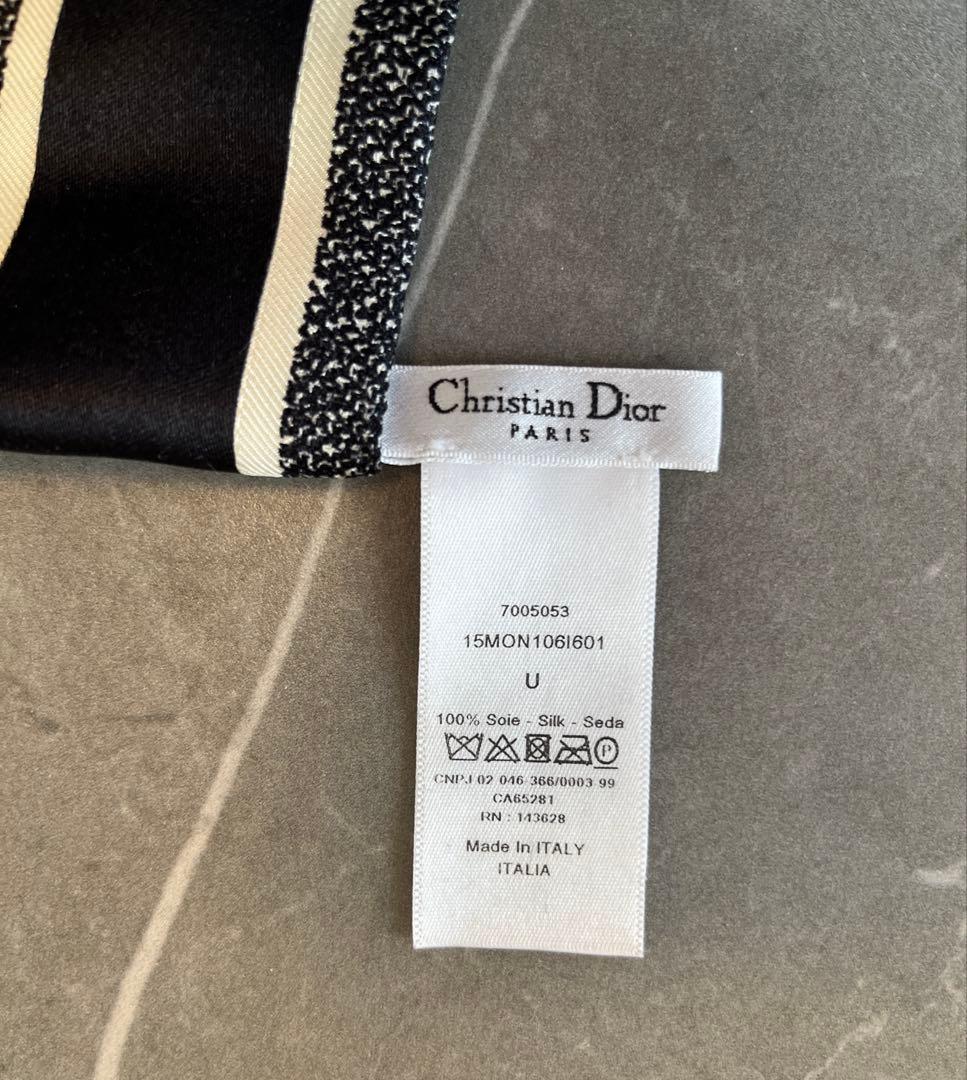 Christian Dior
PARIS
7005053
15MON106I601
U
100% Soie - Silk - Seda
P
CNPJ 02 046-366/0003-99
CA65281
RN : 143628
Made In ITALY
ITALIA